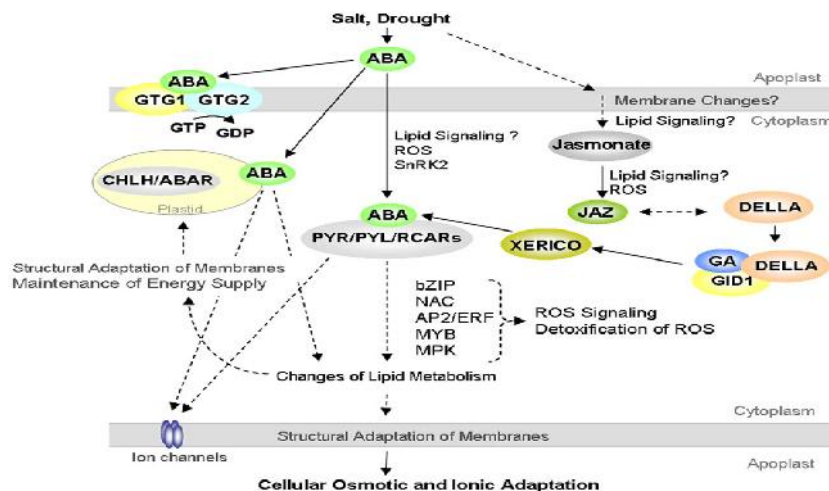 Salt, Drought
ABA
ABA
GTG1 GTG2
GTP GDP
Apoplast
Membrane Changes?
Cytoplasm
Lipid Signaling?
Jasmonate
Lipid Signaling ?
ROS
SnRK2
Lipid Signaling?
ROS
CHLH/ABAR
ABA
Plastid
ABA
PYR/PYL/RCARs
JAZ
DELLA
XERICO
GA
DELLA
GID1
Structural Adaptation of Membranes
Maintenance of Energy Supply
bZIP
NAC
AP2/ERF
MYB
MPK
ROS Signaling
Detoxification of ROS
Changes of Lipid Metabolism
Cytoplasm
Structural Adaptation of Membranes
Ion channels
Apoplast
Cellular Osmotic and Ionic Adaptation